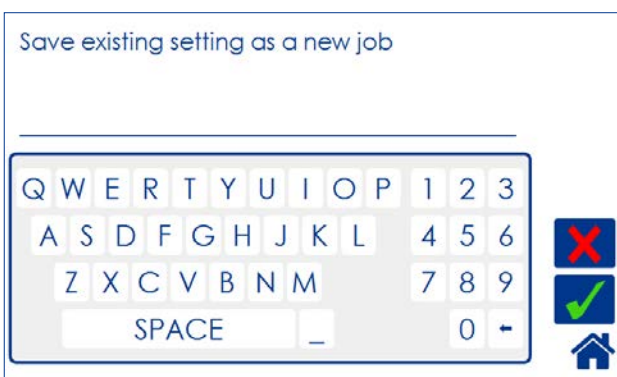 Save existing setting as a new job
Q W E R T Y U I O P 1 2 3
A S D F G H J K L 4 5 6
Z X C V B N M 7 8 9
SPACE _ 0 ←